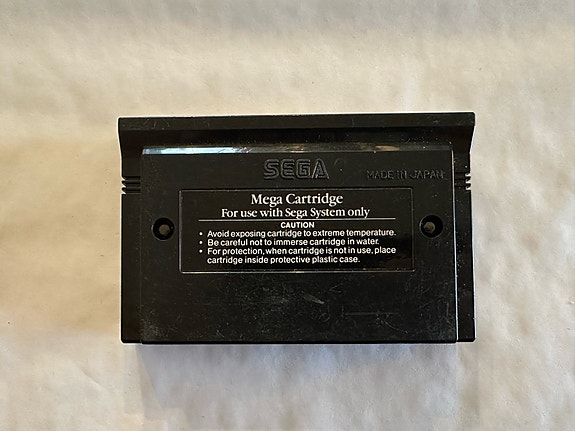 SEGA
MADE IN JAPAN
Mega Cartridge
For use with Sega System only
CAUTION
• Avoid exposing cartridge to extreme temperature.
• Be careful not to immerse cartridge in water.
• For protection, when cartridge is not in use, place
cartridge inside protective plastic case.